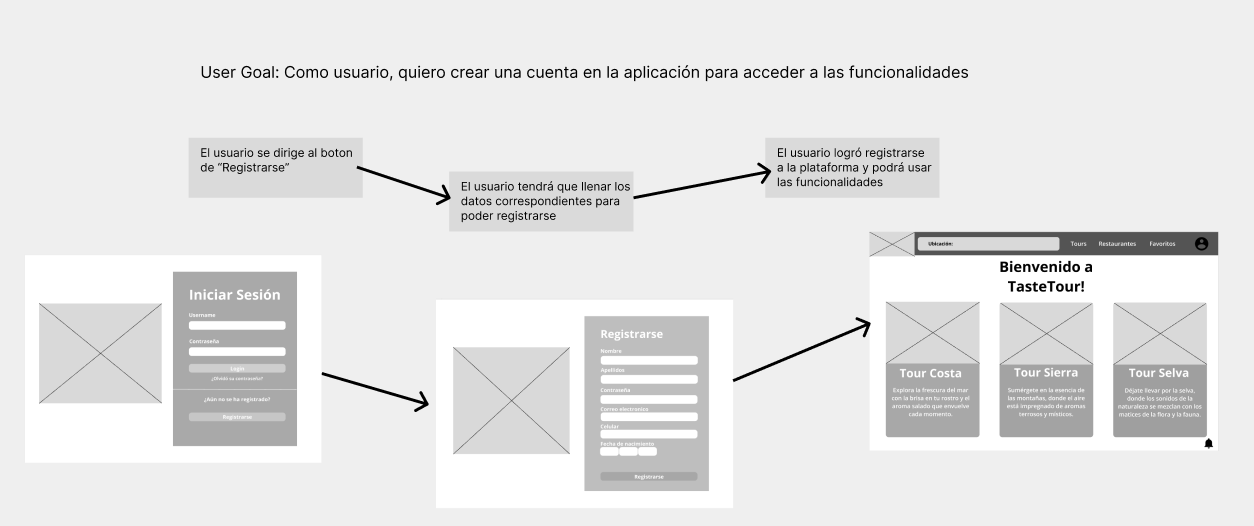 User Goal: Como usuario, quiero crear una cuenta en la aplicación para acceder a las funcionalidades
El usuario se dirige al boton
de “Registrarse”
El usuario tendrá que llenar los
datos correspondientes para
poder registrarse
El usuario logró registrarse
a la plataforma y podrá usar
las funcionalidades
Iniciar Sesión
Username
Contraseña
Login
¿Olvidó su contraseña?
¿Aún no se ha registrado?
Registrarse
Registrarse
Nombre
Apellidos
Contraseña
Correo electronico
Celular
Fecha de nacimiento
Registrarse
Ubicación:
Tours
Restaurantes
Favoritos
Bienvenido a
TasteTour!
Tour Costa
Explora la frescura del mar
con la brisa en tu rostro y el
aroma salado que envuelve
cada momento.
Tour Sierra
Sumérgete en la esencia de
las montañas, donde el aire
está impregnado de aromas
terrosos y místicos.
Tour Selva
Déjate llevar por la selva,
donde los sonidos de la
naturaleza se mezclan con los
matices de la flora y la fauna.